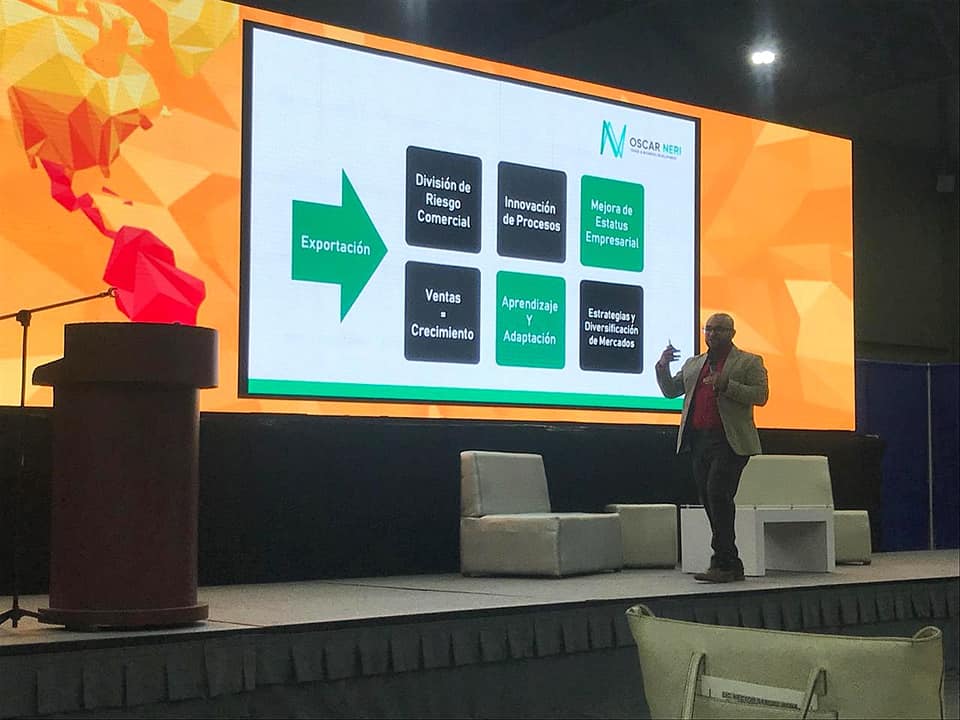 OSCAR NERI
Exportación
División de
Riesgo
Comercial
Innovación
de Procesos
Mejora de
Estatus
Empresarial
Ventas
=
Crecimiento
Aprendizaje
Y
Adaptación
Estrategias y
Diversificación
de Mercados